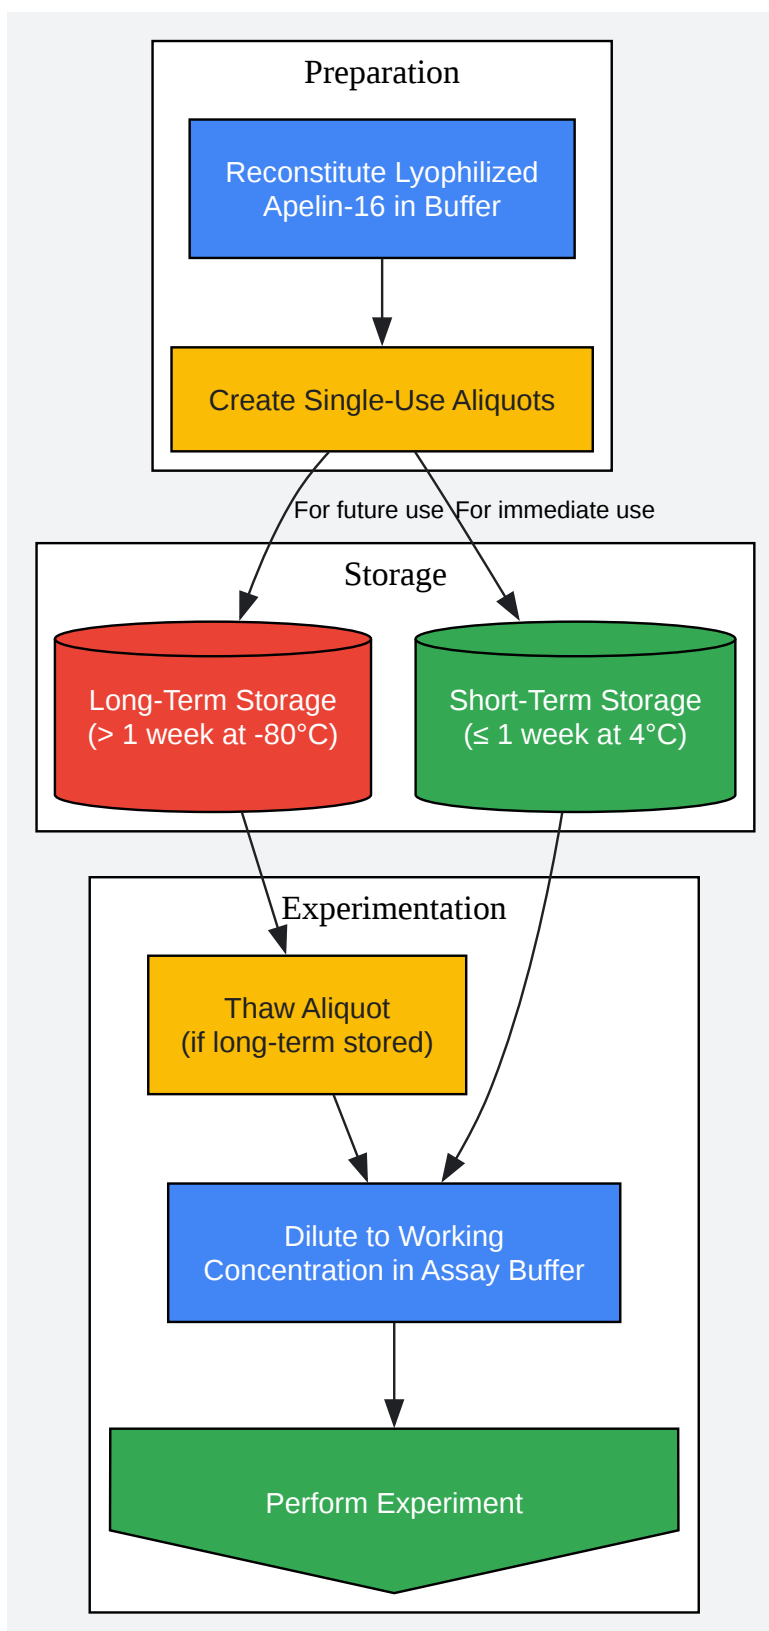 Preparation
Reconstitute Lyophilized
Apelin-16 in Buffer
Create Single-Use Aliquots
For future use
For immediate use
Storage
Long-Term Storage
(> 1 week at -80°C)
Short-Term Storage
(≤ 1 week at 4°C)
Experimentation
Thaw Aliquot
(if long-term stored)
Dilute to Working
Concentration in Assay Buffer
Perform Experiment